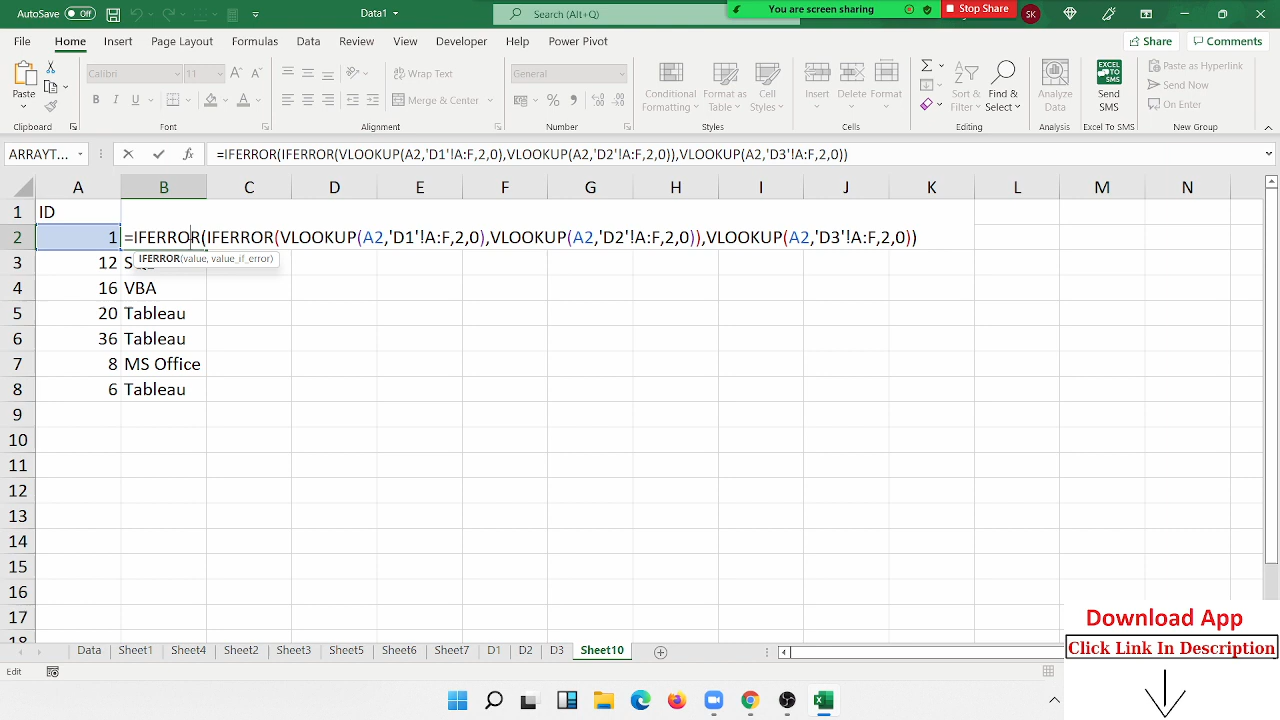 AutoSave Off Data1 Search (Alt+Q) You are screen sharing Stop Share SK
File Home Insert Page Layout Formulas Data Review View Developer Help Power Pivot Share Comments
Paste Calibri 11 Wrap Text General Conditional Formatting Format as Table Cell Styles Insert Delete Format Sort & Filter Find & Select Analyze Data Send SMS Paste as Hyperlink
B I U Merge & Center Send Now
On Enter
Clipboard Font Alignment Number Styles Cells Editing Analysis Excel To SMS New Group
ARRAYT... fx =IFERROR(IFERROR(VLOOKUP(A2,'D1'!A:F,2,0),VLOOKUP(A2,'D2'!A:F,2,0)),VLOOKUP(A2,'D3'!A:F,2,0))
A B C D E F G H I J K L M N
1 ID
2 1 =IFERROR(IFERROR(VLOOKUP(A2,'D1'!A:F,2,0),VLOOKUP(A2,'D2'!A:F,2,0)),VLOOKUP(A2,'D3'!A:F,2,0))
IFERROR(value, value_if_error)
3 12 SQL
4 16 VBA
5 20 Tableau
6 36 Tableau
7 8 MS Office
8 6 Tableau
9
10
11
12
13
14
15
16
17
18
Download App
Click Link In Description
Data Sheet1 Sheet4 Sheet2 Sheet3 Sheet5 Sheet6 Sheet7 D1 D2 D3 Sheet10
Edit